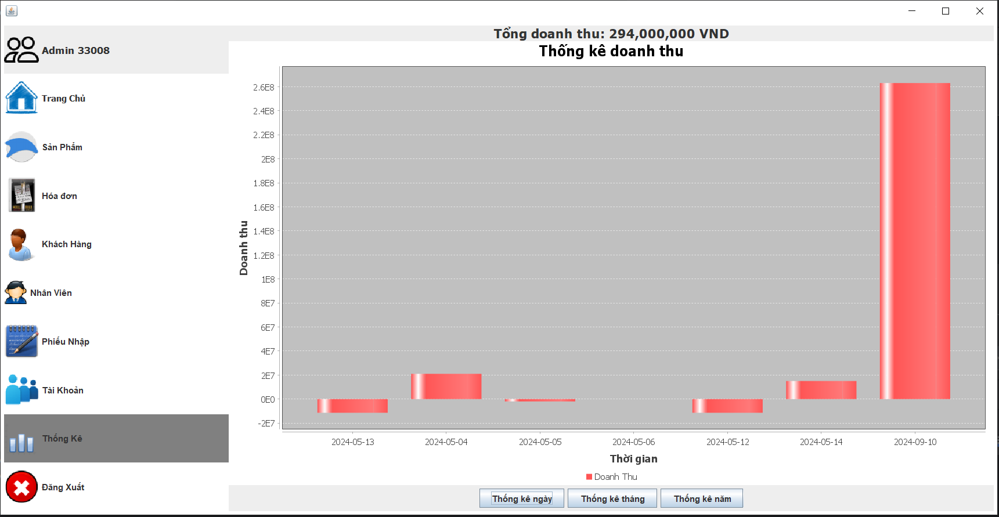 Tổng doanh thu: 294,000,000 VND
Admin 33008
Trang Chủ
Sản Phẩm
Hóa đơn
Khách Hàng
Nhân Viên
Phiếu Nhập
Tài Khoản
Thống Kê
Đăng Xuất
Thống kê doanh thu
Doanh thu
2.6E8
2.4E8
2.2E8
2E8
1.8E8
1.6E8
1.4E8
1.2E8
1E8
8E7
6E7
4E7
2E7
0E0
-2E7
2024-05-13 2024-05-04 2024-05-05 2024-05-06 2024-05-12 2024-05-14 2024-09-10
Thời gian
Doanh Thu
Thống kê ngày Thống kê tháng Thống kê năm